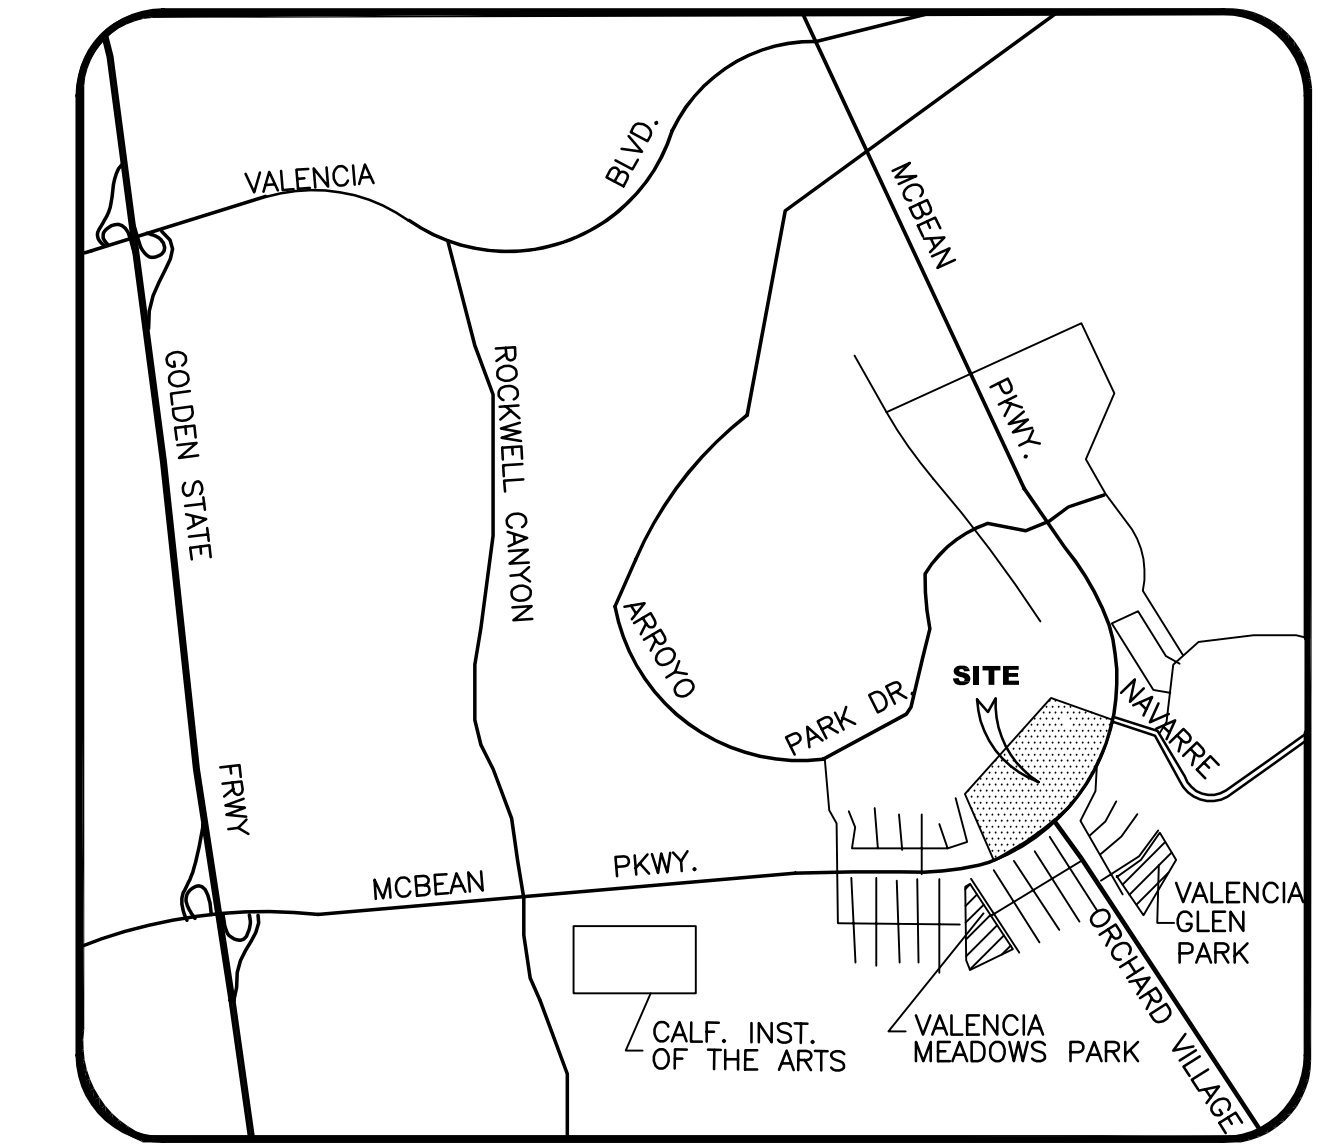 VALENCIA
BLVD.
MCBEAN
PKWY.
GOLDEN STATE
FRWY
ROCKWELL CANYON
ARROYO
PARK DR.
SITE
NAVARRE
MCBEAN
PKWY.
VALENCIA
GLEN
PARK
ORCHARD VILLAGE
CALF. INST.
OF THE ARTS
VALENCIA
MEADOWS PARK